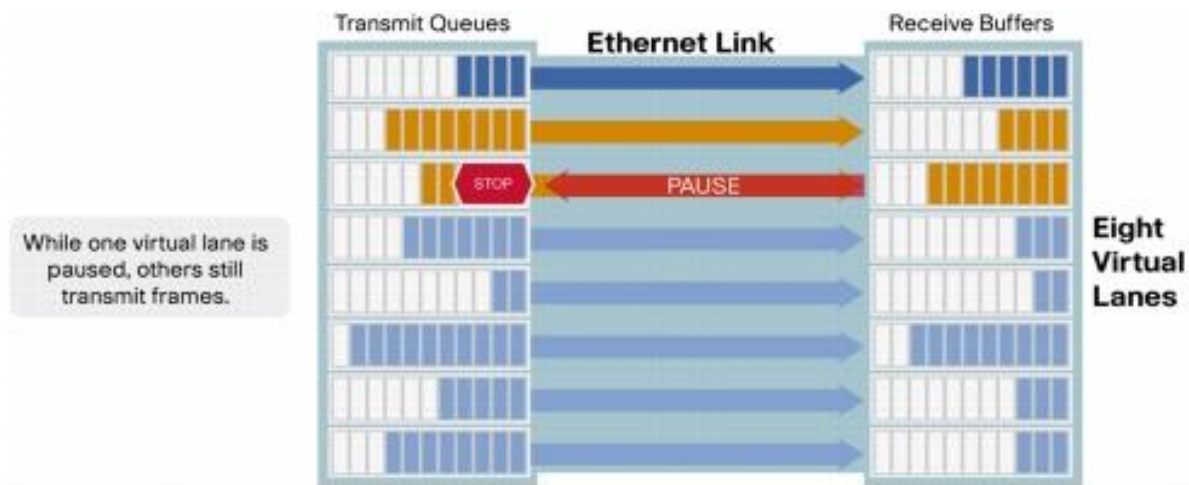 Transmit Queues
Ethernet Link
Receive Buffers
STOP
PAUSE
While one virtual lane is
paused, others still
transmit frames.
Eight
Virtual
Lanes